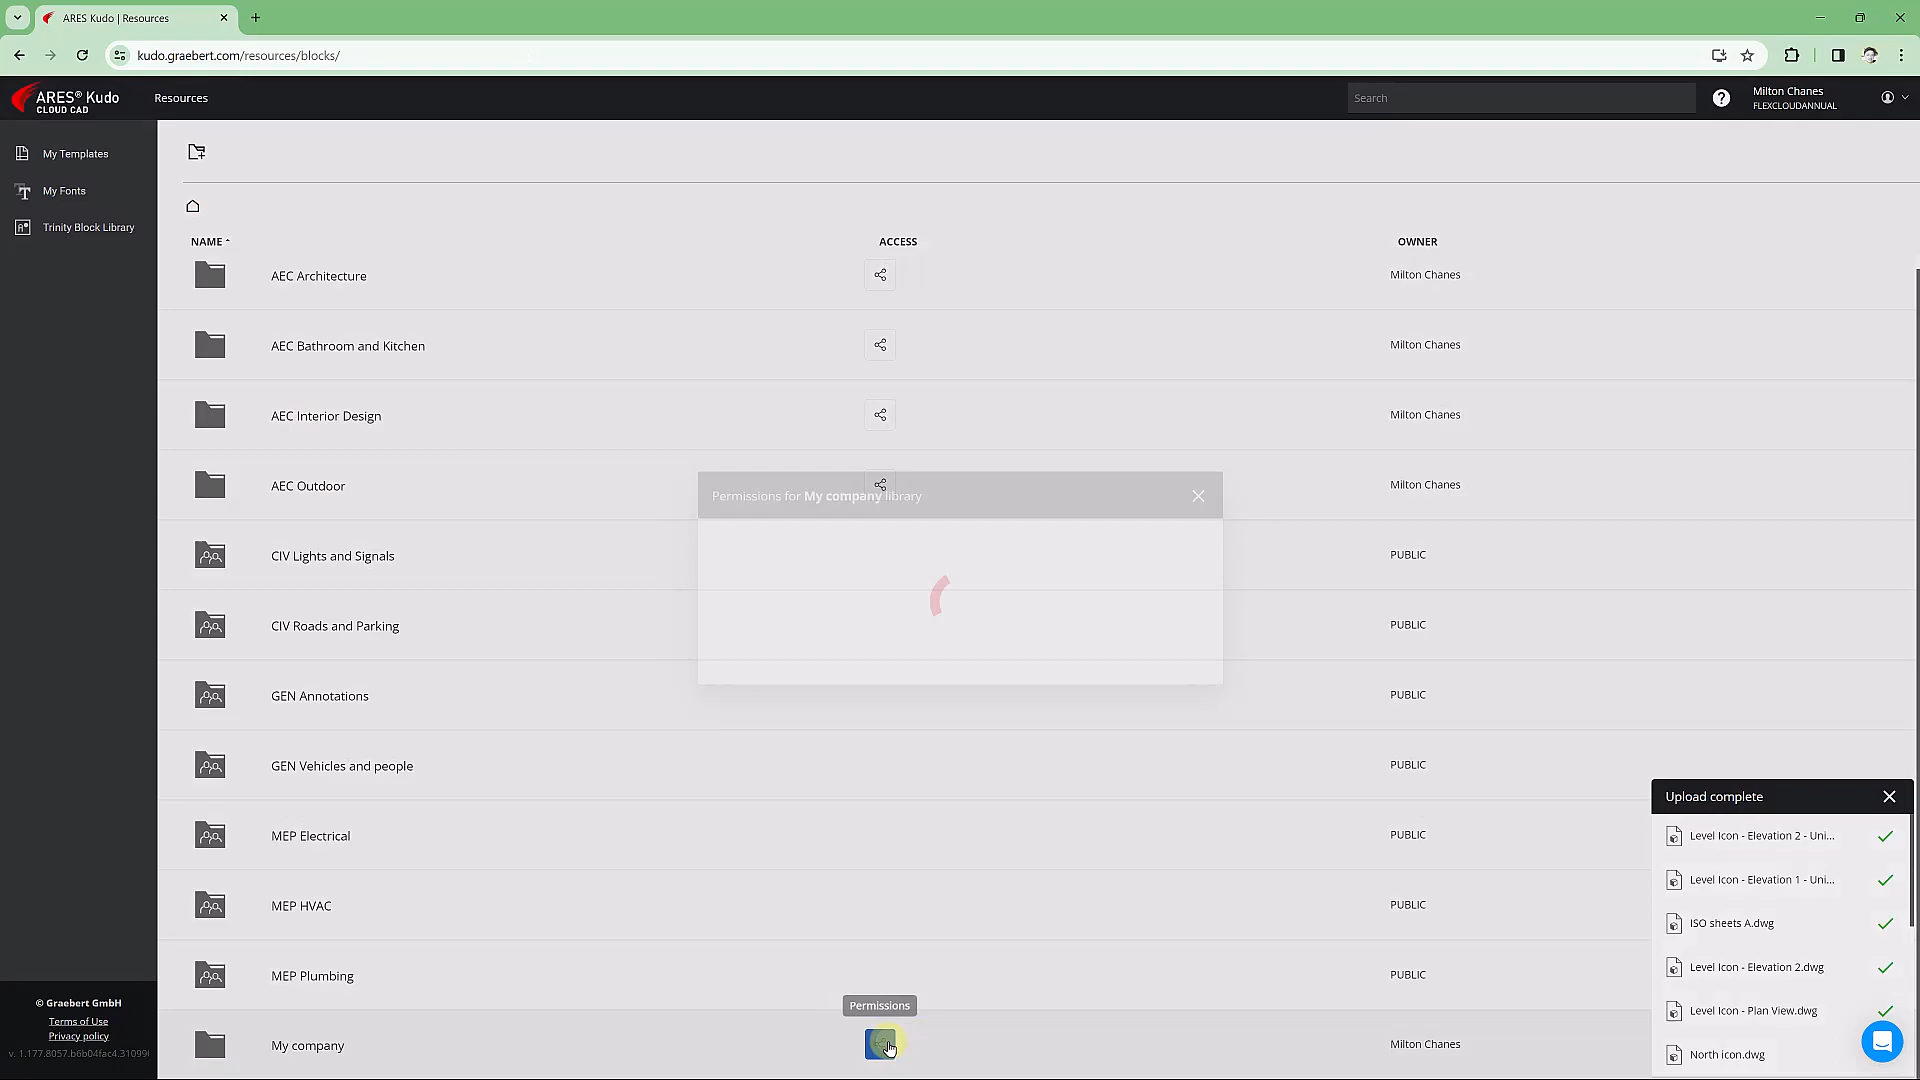 ARES Kudo | Resources
kudo.graebert.com/resources/blocks/
ARES® Kudo
CLOUD CAD
Resources
Search
Milton Chanes
FLEXCLOUDANNUAL
My Templates
My Fonts
Trinity Block Library
NAME
ACCESS
OWNER
AEC Architecture
Milton Chanes
AEC Bathroom and Kitchen
Milton Chanes
AEC Interior Design
Milton Chanes
AEC Outdoor
Milton Chanes
Permissions for My company library
CIV Lights and Signals
PUBLIC
CIV Roads and Parking
PUBLIC
GEN Annotations
PUBLIC
GEN Vehicles and people
PUBLIC
MEP Electrical
PUBLIC
MEP HVAC
PUBLIC
MEP Plumbing
PUBLIC
Permissions
My company
Milton Chanes
Upload complete
Level Icon - Elevation 2 - Uni...
Level Icon - Elevation 1 - Uni...
ISO sheets A.dwg
Level Icon - Elevation 2.dwg
Level Icon - Plan View.dwg
North icon.dwg
© Graebert GmbH
Terms of Use
Privacy policy
v. 1.177.8057.b6b04fac4.31099